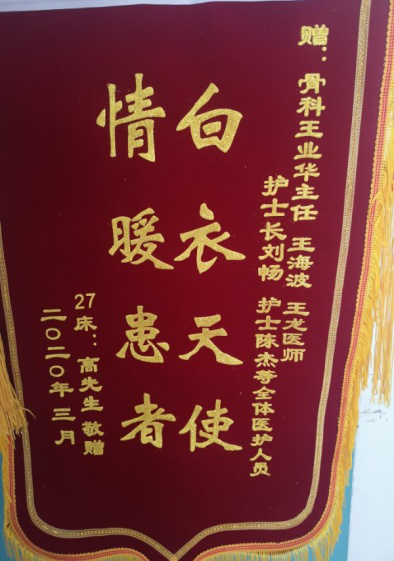 赠：骨科王业华主任 王海波 王龙医师
护士长刘畅 护士陈杰等全体医护人员
白衣天使
情暖患者
27床：高先生 敬赠
二〇二〇年三月